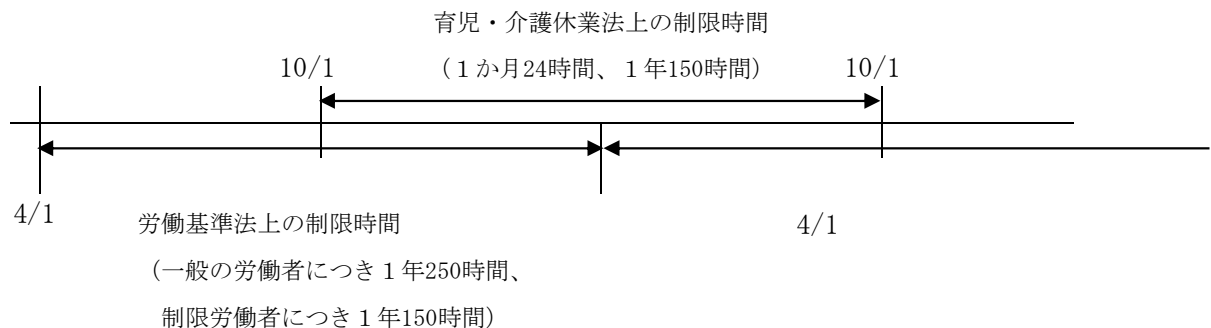 育児・介護休業法上の制限時間
10/1 （１か月24時間、１年150時間） 10/1
4/1 労働基準法上の制限時間 4/1
（一般の労働者につき１年250時間、
制限労働者につき１年150時間）